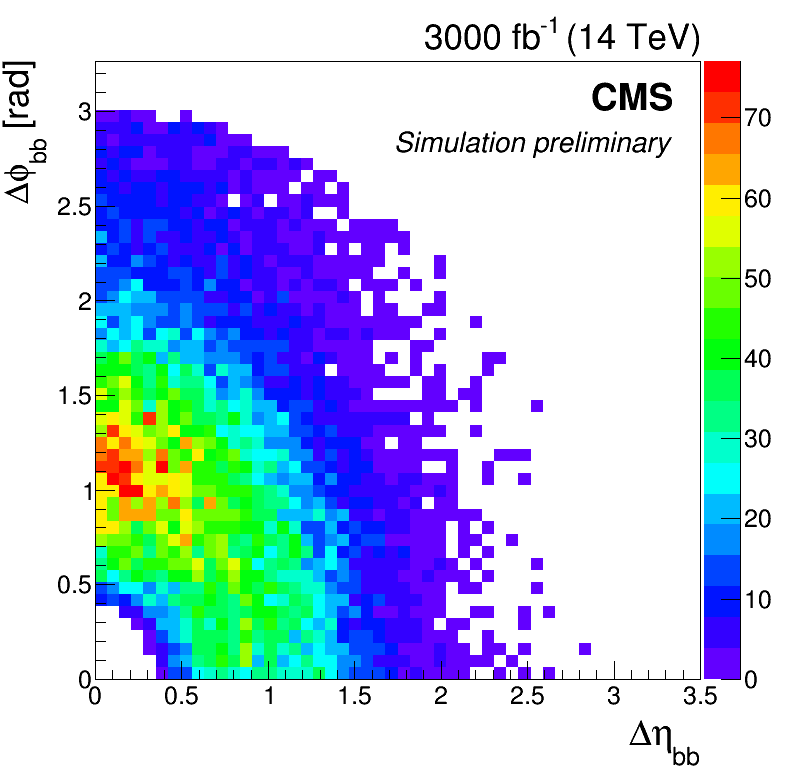 3000 fb⁻¹ (14 TeV)
CMS
Simulation preliminary
Δϕbb [rad]
3
2.5
2
1.5
1
0.5
0
0 0.5 1 1.5 2 2.5 3 3.5
Δηbb
70
60
50
40
30
20
10
0